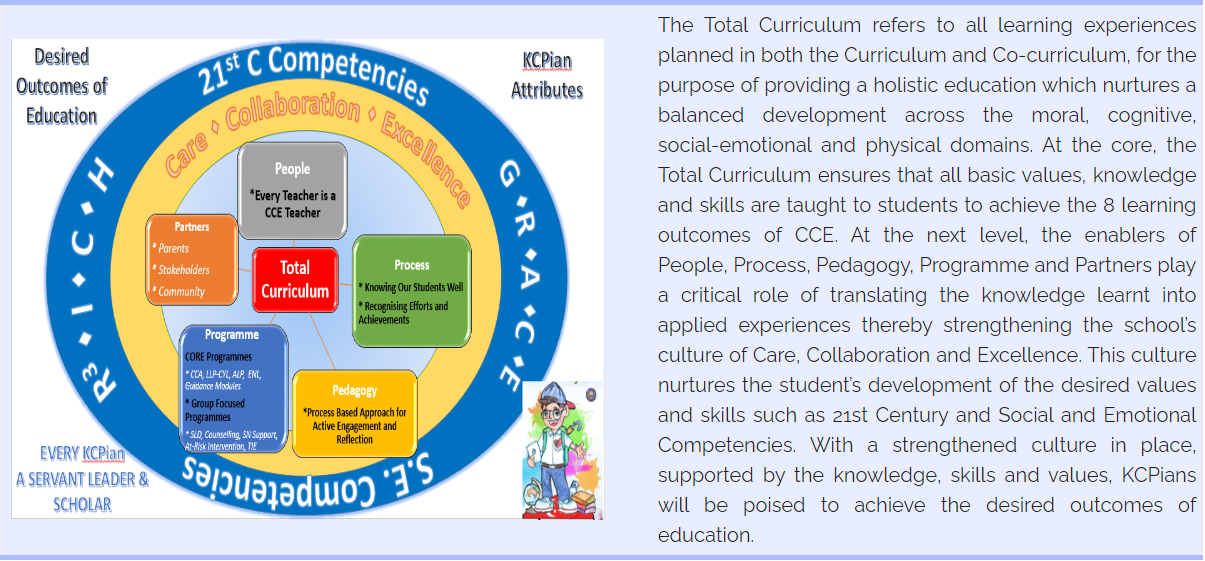 Desired
Outcomes of
Education
21st C Competencies
KCPian
Attributes
Care ♦ Collaboration ♦ Excellence
R3♦I♦C♦H
G♦R♦A♦C♦E
People
*Every Teacher is a
CCE Teacher
Partners
* Parents
* Stakeholders
* Community
Total
Curriculum
Process
* Knowing Our Students Well
* Recognising Efforts and
Achievements
Programme
CORE Programmes
* CCA, LLP-CYL, ALP, ENL,
Guidance Modules
* Group Focused
Programmes
* SLD, Counselling, SN Support,
At-Risk Intervention, TIE
Pedagogy
*Process Based Approach for
Active Engagement and
Reflection
S.E. Competencies
EVERY KCPian
A SERVANT LEADER &
SCHOLAR
The Total Curriculum refers to all learning experiences
planned in both the Curriculum and Co-curriculum, for the
purpose of providing a holistic education which nurtures a
balanced development across the moral, cognitive,
social-emotional and physical domains. At the core, the
Total Curriculum ensures that all basic values, knowledge
and skills are taught to students to achieve the 8 learning
outcomes of CCE. At the next level, the enablers of
People, Process, Pedagogy, Programme and Partners play
a critical role of translating the knowledge learnt into
applied experiences thereby strengthening the school's
culture of Care, Collaboration and Excellence. This culture
nurtures the student's development of the desired values
and skills such as 21st Century and Social and Emotional
Competencies. With a strengthened culture in place,
supported by the knowledge, skills and values, KCPians
will be poised to achieve the desired outcomes of
education.